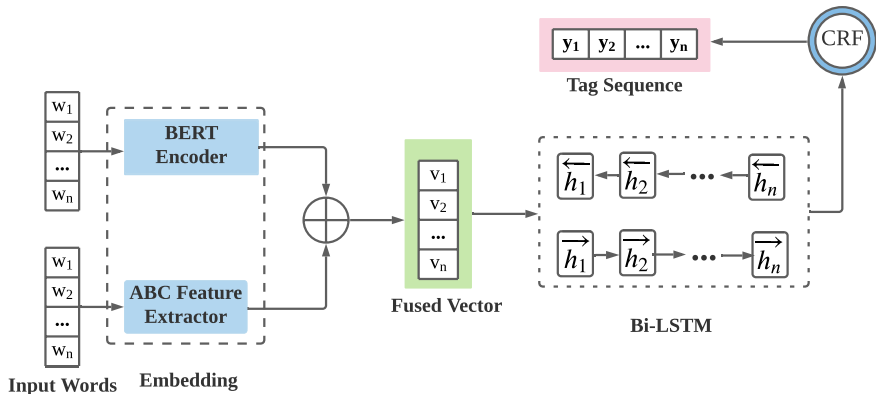 w1
w2
...
wn
w1
w2
...
wn
Input Words
BERT
Encoder
ABC Feature
Extractor
Embedding
v1
v2
...
vn
Fused Vector
←h1 ←h2 ... ←hn
→h1 →h2 ... →hn
Bi-LSTM
CRF
y1 y2 ... yn
Tag Sequence